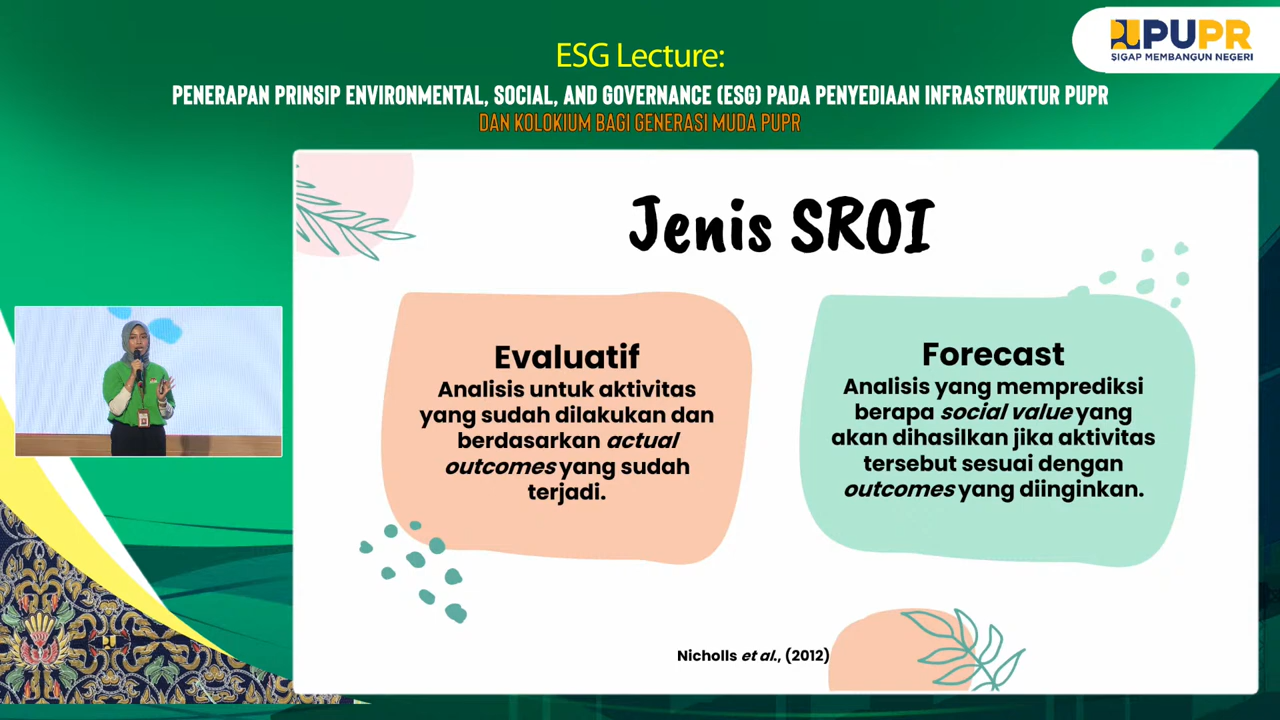 ESG Lecture:
PENERAPAN PRINSIP ENVIRONMENTAL, SOCIAL, AND GOVERNANCE (ESG) PADA PENYEDIAAN INFRASTRUKTUR PUPR
DAN KOLOKIUM BAGI GENERASI MUDA PUPR
PUPR
SIGAP MEMBANGUN NEGERI
Jenis SROI
Evaluatif
Analisis untuk aktivitas
yang sudah dilakukan dan
berdasarkan actual
outcomes yang sudah
terjadi.
Forecast
Analisis yang memprediksi
berapa social value yang
akan dihasilkan jika aktivitas
tersebut sesuai dengan
outcomes yang diinginkan.
Nicholls et al., (2012)